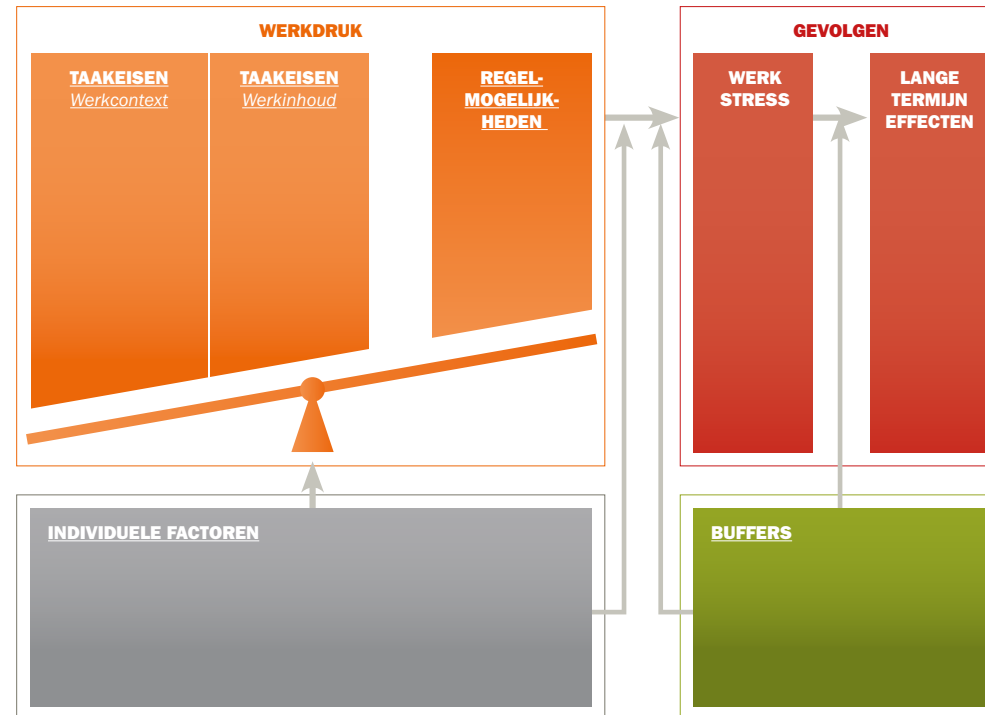 WERKDRUK
TAAKEISEN
Werkcontext
TAAKEISEN
Werkinhoud
REGEL-
MOGELIJK-
HEDEN
GEVOLGEN
WERK
STRESS
LANGE
TERMIJN
EFFECTEN
INDIVIDUELE FACTOREN
BUFFERS